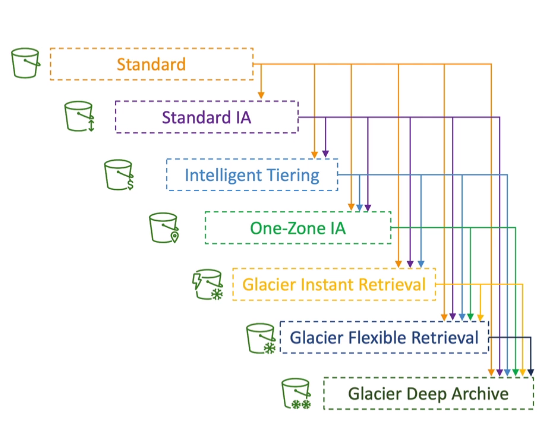 Standard
Standard IA
Intelligent Tiering
One-Zone IA
Glacier Instant Retrieval
Glacier Flexible Retrieval
Glacier Deep Archive